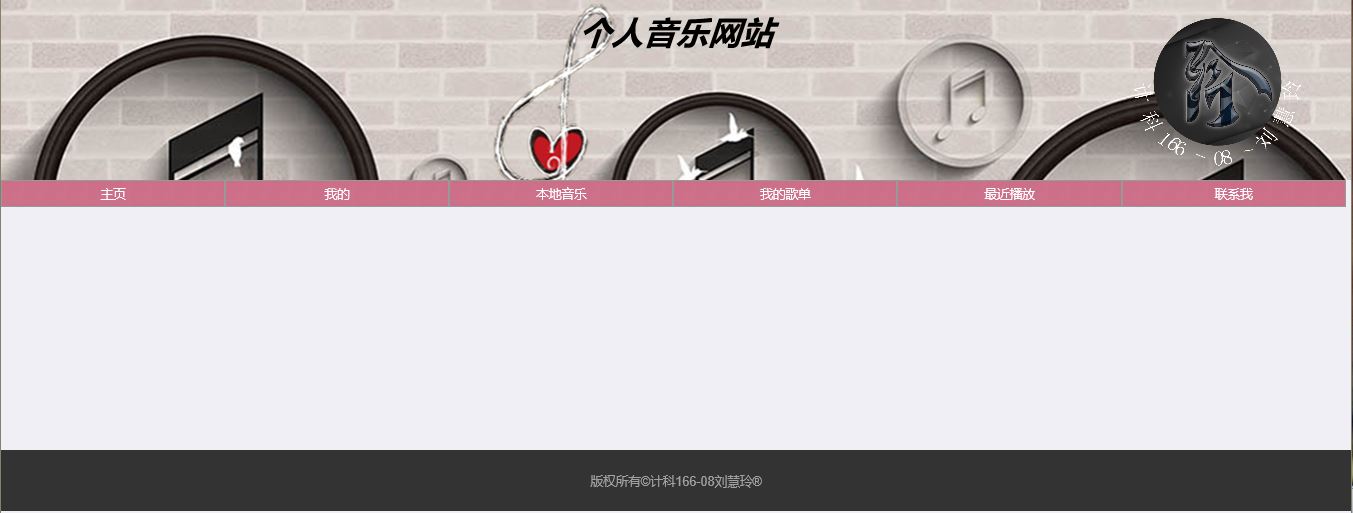 个人音乐网站
玲
计科166-08-刘慧玲
主页
我的
本地音乐
我的歌单
最近播放
联系我
版权所有©计科166-08刘慧玲®